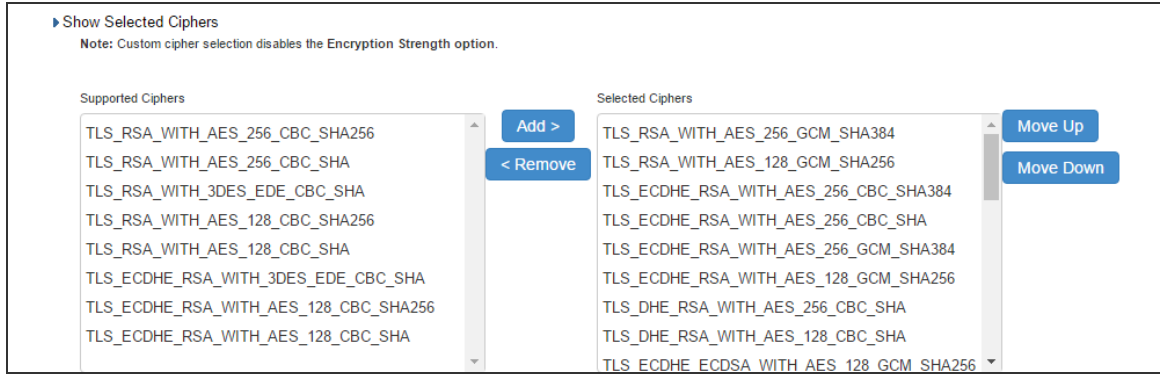 Show Selected Ciphers
Note: Custom cipher selection disables the Encryption Strength option.
Supported Ciphers
TLS_RSA_WITH_AES_256_CBC_SHA256
TLS_RSA_WITH_AES_256_CBC_SHA
TLS_RSA_WITH_3DES_EDE_CBC_SHA
TLS_RSA_WITH_AES_128_CBC_SHA256
TLS_RSA_WITH_AES_128_CBC_SHA
TLS_ECDHE_RSA_WITH_3DES_EDE_CBC_SHA
TLS_ECDHE_RSA_WITH_AES_128_CBC_SHA256
TLS_ECDHE_RSA_WITH_AES_128_CBC_SHA
Add >
< Remove
Selected Ciphers
TLS_RSA_WITH_AES_256_GCM_SHA384
TLS_RSA_WITH_AES_128_GCM_SHA256
TLS_ECDHE_RSA_WITH_AES_256_CBC_SHA384
TLS_ECDHE_RSA_WITH_AES_256_CBC_SHA
TLS_ECDHE_RSA_WITH_AES_256_GCM_SHA384
TLS_ECDHE_RSA_WITH_AES_128_GCM_SHA256
TLS_DHE_RSA_WITH_AES_256_CBC_SHA
TLS_DHE_RSA_WITH_AES_128_CBC_SHA
TLS_ECDHE_ECDSA_WITH_AES_128_GCM_SHA256
Move Up
Move Down